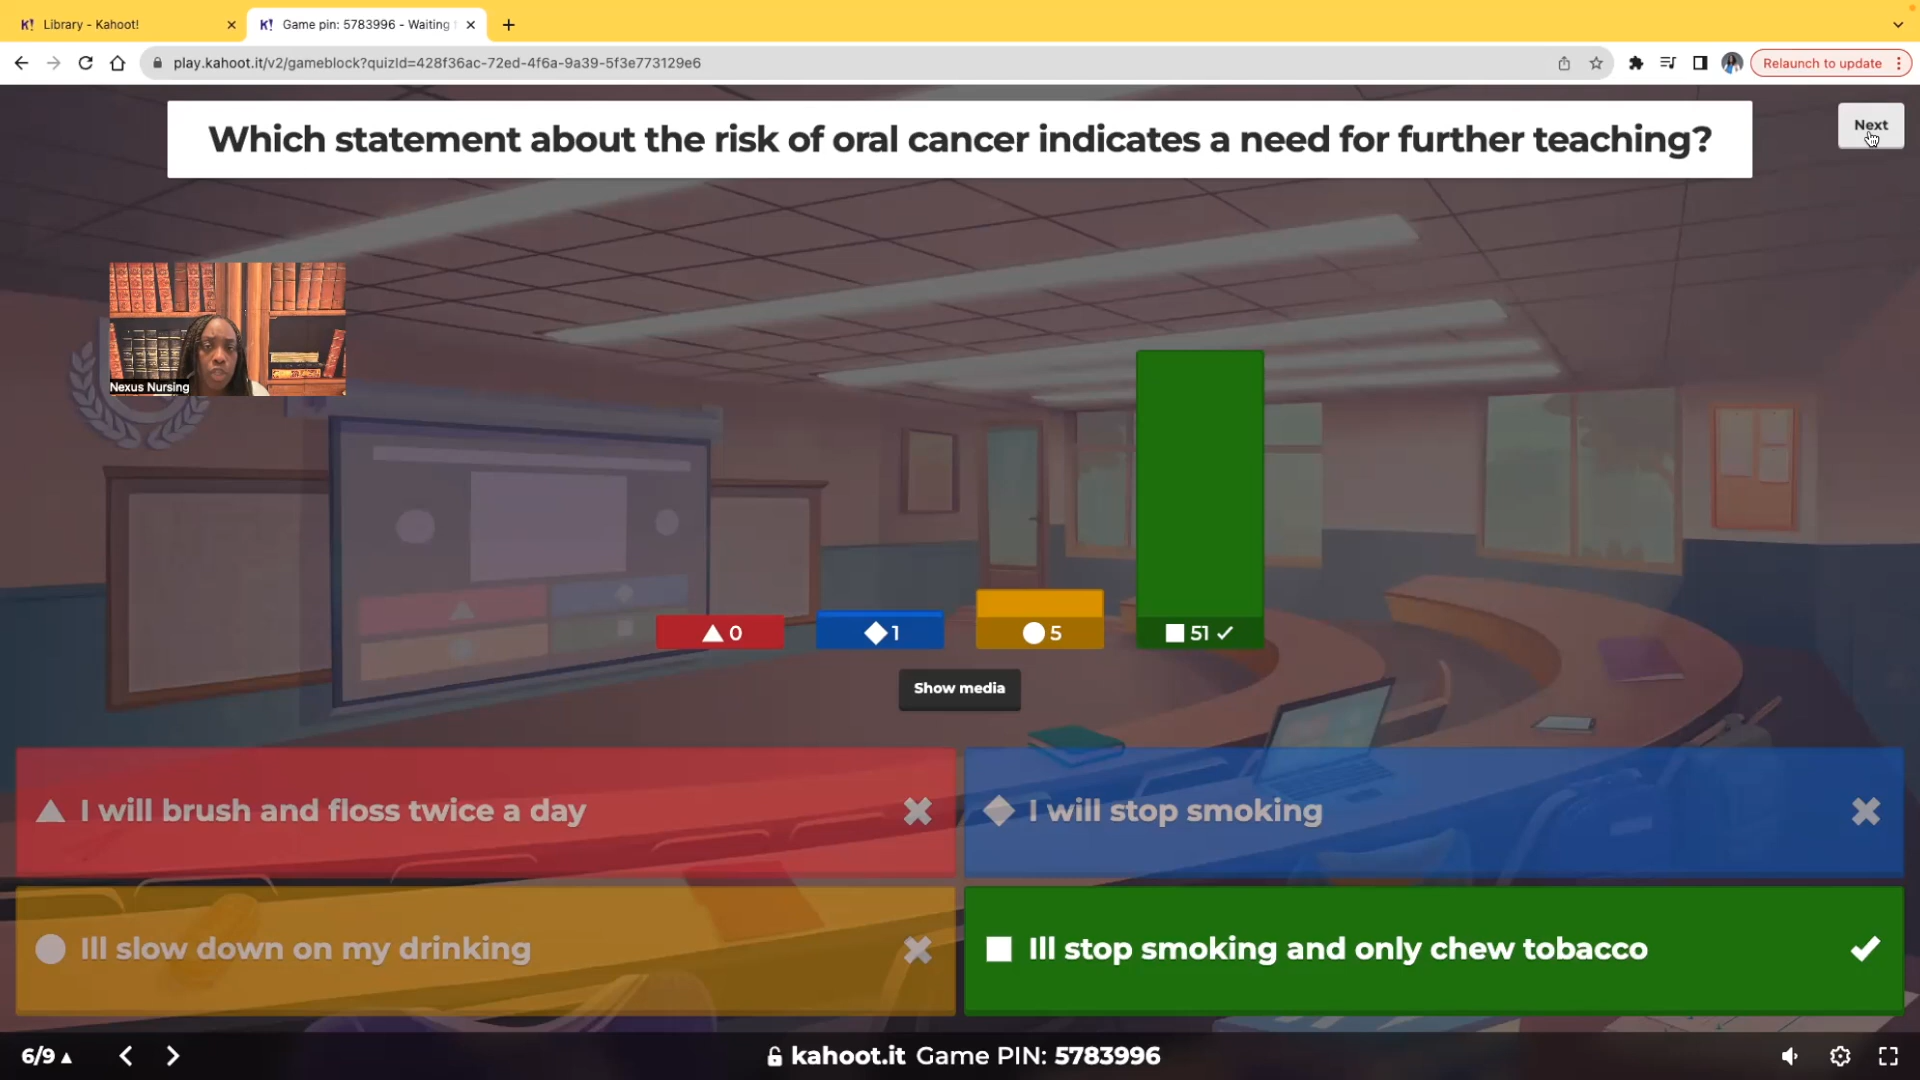 Library - Kahoot!
Game pin: 5783996 - Waiting
play.kahoot.it/v2/gameblock?quizId=428f36ac-72ed-4f6a-9a39-5f3e773129e6
Relaunch to update
Which statement about the risk of oral cancer indicates a need for further teaching?
Next
Nexus Nursing
0
1
5
51
Show media
I will brush and floss twice a day
I will stop smoking
Ill slow down on my drinking
Ill stop smoking and only chew tobacco
6/9
kahoot.it Game PIN: 5783996